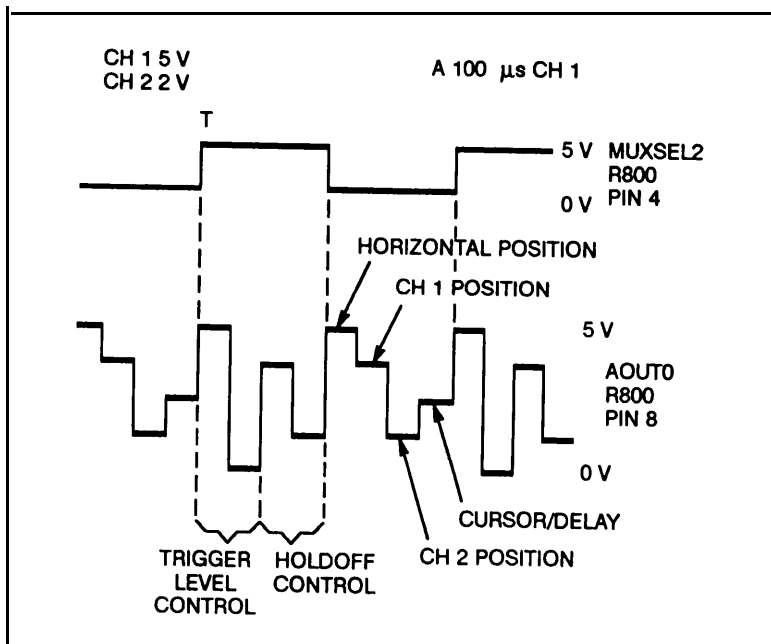 CH 1 5 V
CH 2 2 V
A 100 μs CH 1
T
5 V
MUXSEL2
R800
PIN 4
0 V
HORIZONTAL POSITION
CH 1 POSITION
5 V
AOUT0
R800
PIN 8
0 V
CURSOR/DELAY
CH 2 POSITION
TRIGGER
LEVEL
CONTROL
HOLDOFF
CONTROL